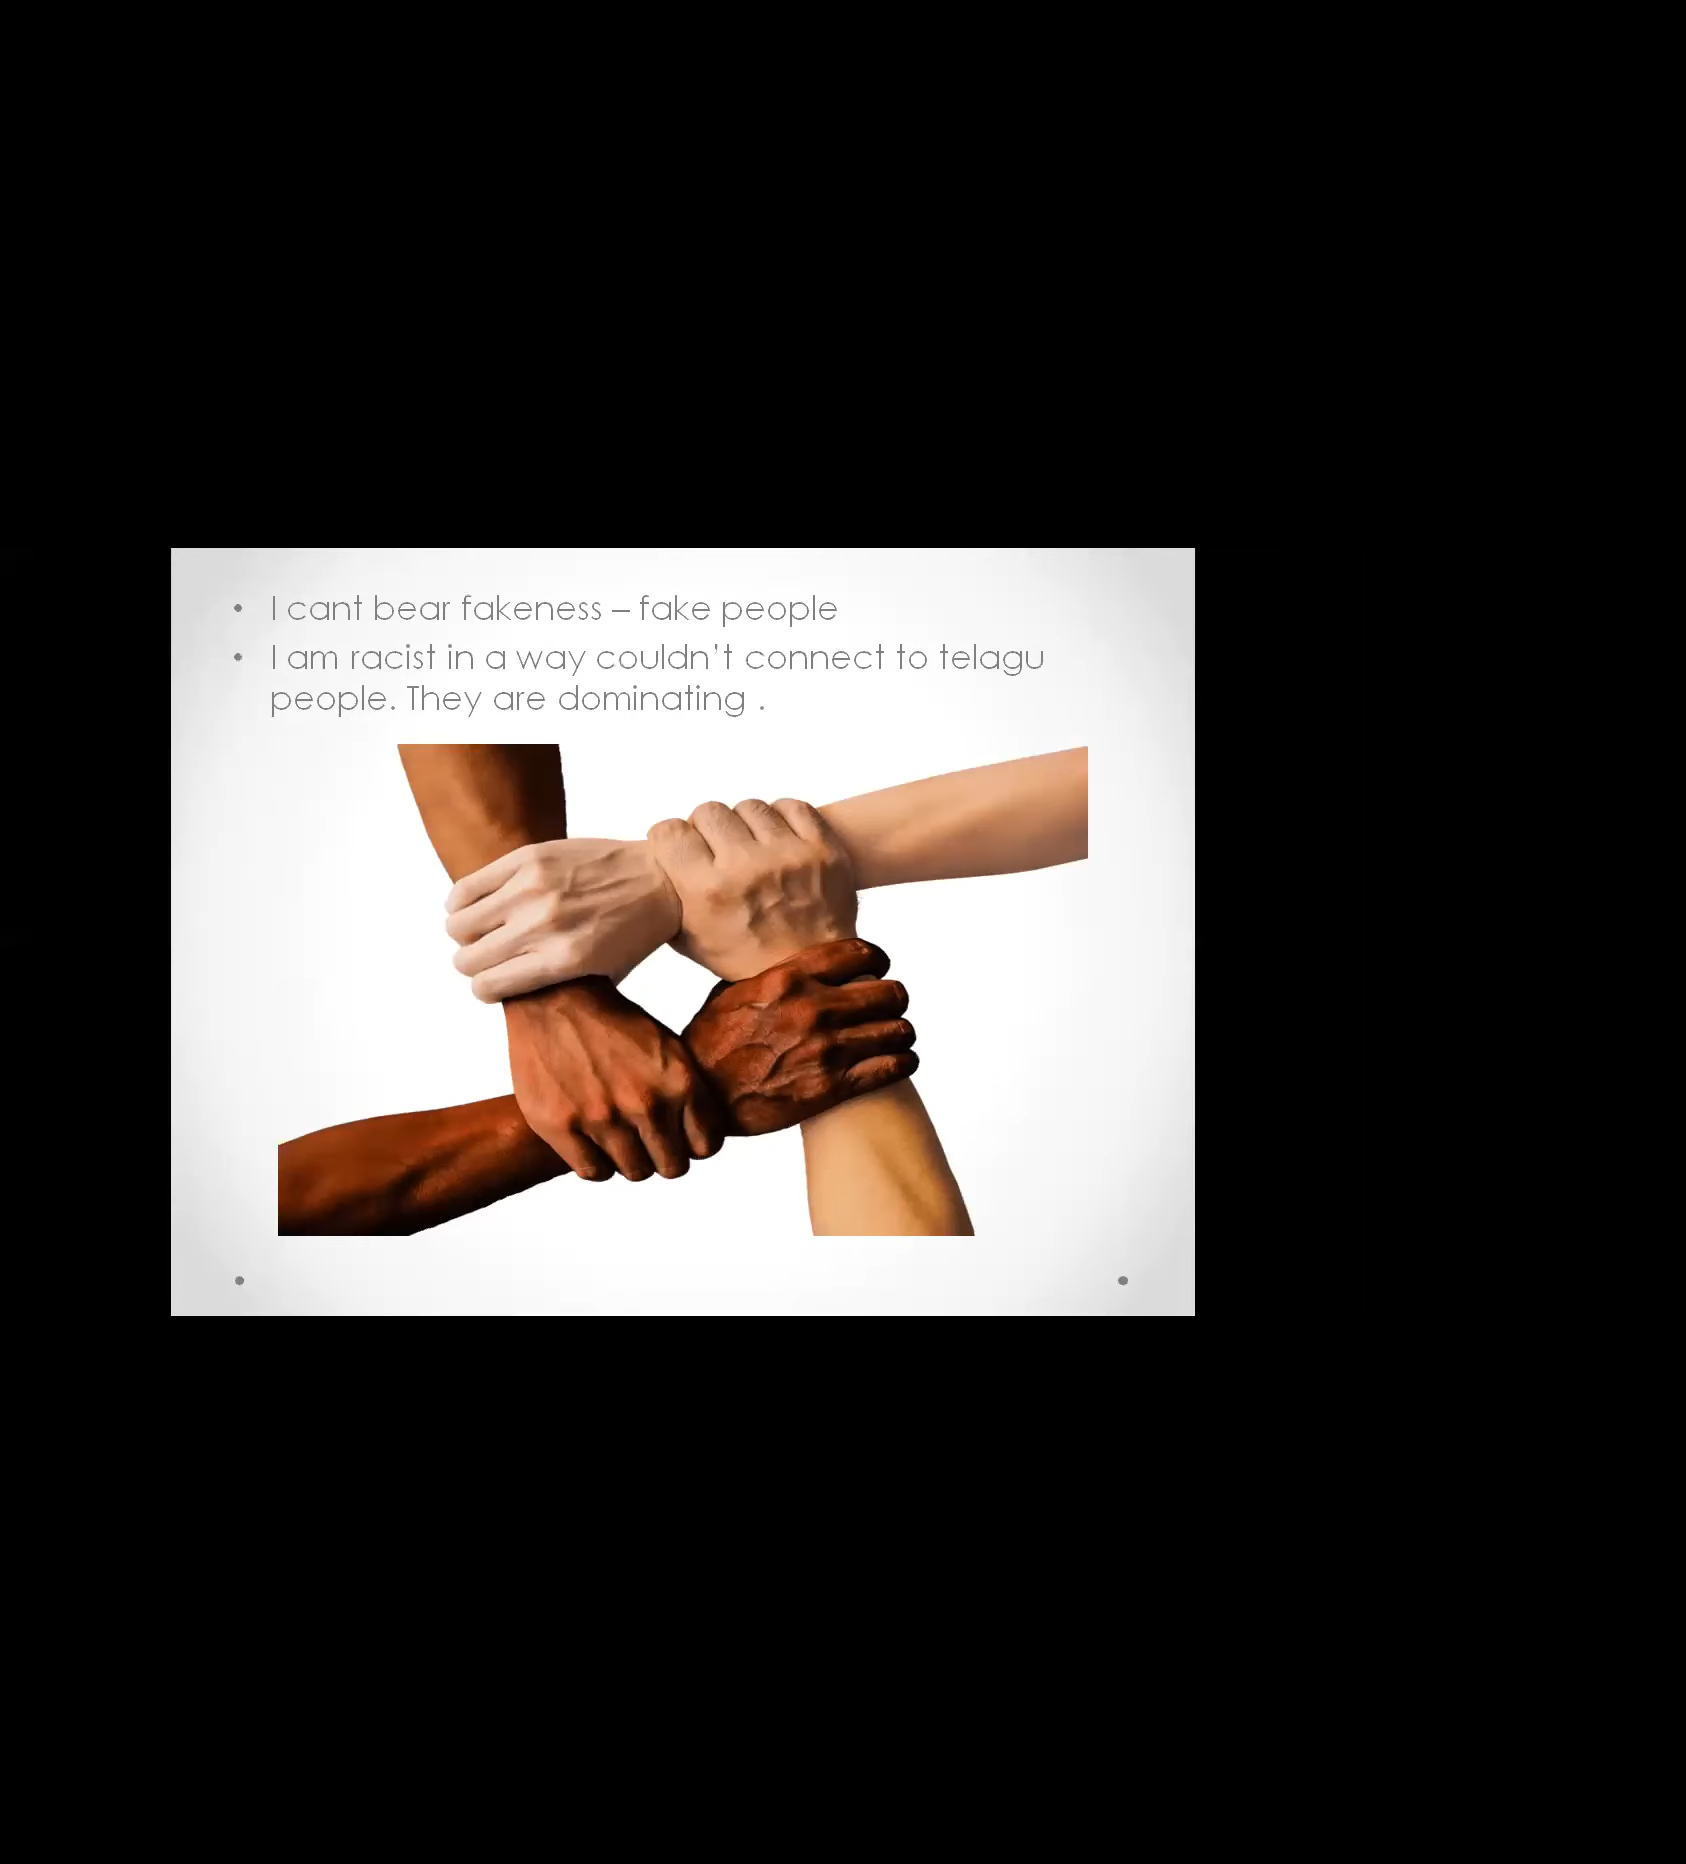 • I cant bear fakeness – fake people
• I am racist in a way couldn't connect to telagu
people. They are dominating .